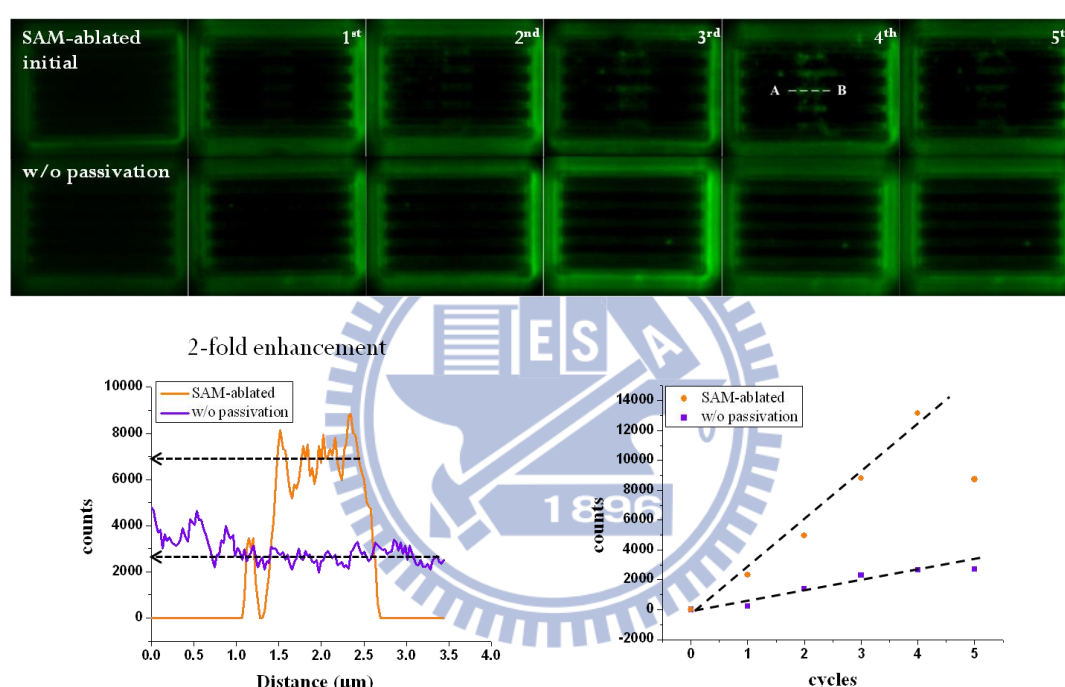 SAM-ablated
initial
1st
2nd
3rd
4th
5t
A
B
w/o passivation
2-fold enhancement
SAM-ablated
w/o passivation
10000
8000
6000
4000
2000
0
counts
0.0 0.5 1.0 1.5 2.0 2.5 3.0 3.5 4.0
Distance (μm)
SAM-ablated
w/o passivation
14000
12000
10000
8000
6000
4000
2000
0
-2000
counts
0 1 2 3 4 5
cycles
E S A
1896